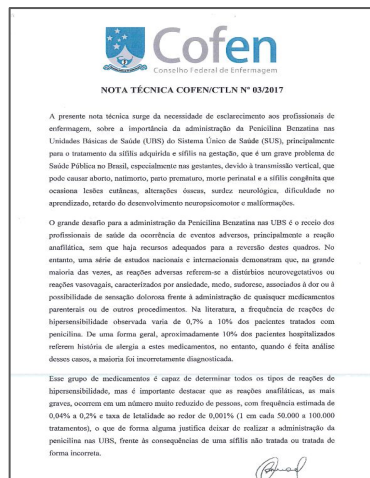 Cofen
Conselho Federal de Enfermagem
NOTA TÉCNICA COFEN/CTLN Nº 03/2017
A presente nota técnica surge da necessidade de esclarecimento aos profissionais de
enfermagem, sobre a importância da administração da Penicilina Benzatina nas
Unidades Básicas de Saúde (UBS) do Sistema Único de Saúde (SUS), principalmente
para o tratamento da sífilis adquirida e sífilis na gestação, que é um grave problema de
Saúde Pública no Brasil, especialmente nas gestantes, devido à transmissão vertical, que
pode causar aborto, natimorto, parto prematuro, morte perinatal e a sífilis congênita que
ocasiona lesões cutâneas, alterações ósseas, surdez neurológica, dificuldade no
aprendizado, retardo do desenvolvimento neuropsicomotor e malformações.
O grande desafio para a administração da Penicilina Benzatina nas UBS é o receio dos
profissionais de saúde da ocorrência de eventos adversos, principalmente a reação
anafilática, sem que haja recursos adequados para a reversão destes quadros. No
entanto, uma série de estudos nacionais e internacionais demonstram que, na grande
maioria das vezes, as reações adversas referem-se a distúrbios neurovegetativos ou
reações vasovagais, caracterizados por ansiedade, medo, sudorese, associados à dor ou à
possibilidade de sensação dolorosa frente à administração de quaisquer medicamentos
parenterais ou de outros procedimentos. Na literatura, a frequência de reações de
hipersensibilidade observada varia de 0,7% a 10% dos pacientes tratados com
penicilina. De uma forma geral, aproximadamente 10% dos pacientes hospitalizados
referem história de alergia a estes medicamentos, no entanto, quando é feita análise
desses casos, a maioria foi incorretamente diagnosticada.
Esse grupo de medicamentos é capaz de determinar todos os tipos de reações de
hipersensibilidade, mas é importante destacar que as reações anafiláticas, as mais
graves, ocorrem em um número muito reduzido de pessoas, com frequência estimada de
0,04% a 0,2% e taxa de letalidade ao redor de 0,001% (1 em cada 50.000 a 100.000
tratamentos), o que de forma alguma justifica deixar de realizar a administração da
penicilina nas UBS, frente às consequências de uma sífilis não tratada ou tratada de
forma incorreta.